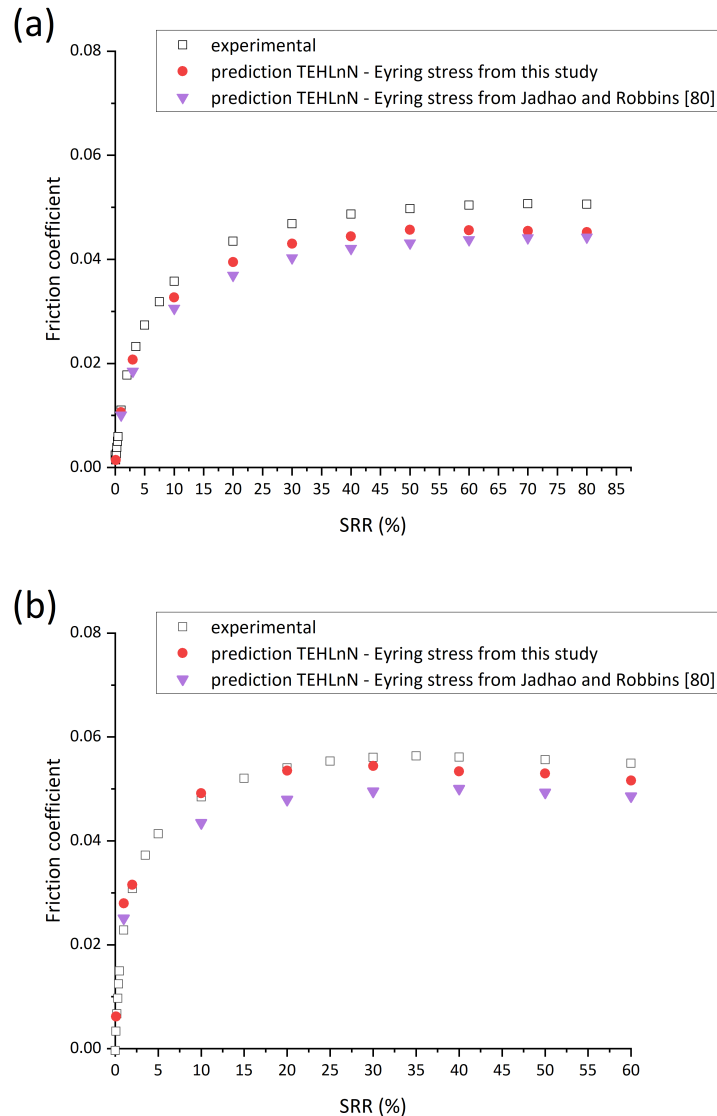 (a)
experimental
prediction TEHLnN - Eyring stress from this study
prediction TEHLnN - Eyring stress from Jadhao and Robbins [80]
0.08
0.06
0.04
0.02
0.00
Friction coefficient
0 5 10 15 20 25 30 35 40 45 50 55 60 65 70 75 80 85
SRR (%)
(b)
experimental
prediction TEHLnN - Eyring stress from this study
prediction TEHLnN - Eyring stress from Jadhao and Robbins [80]
0.08
0.06
0.04
0.02
0.00
Friction coefficient
0 5 10 15 20 25 30 35 40 45 50 55 60
SRR (%)